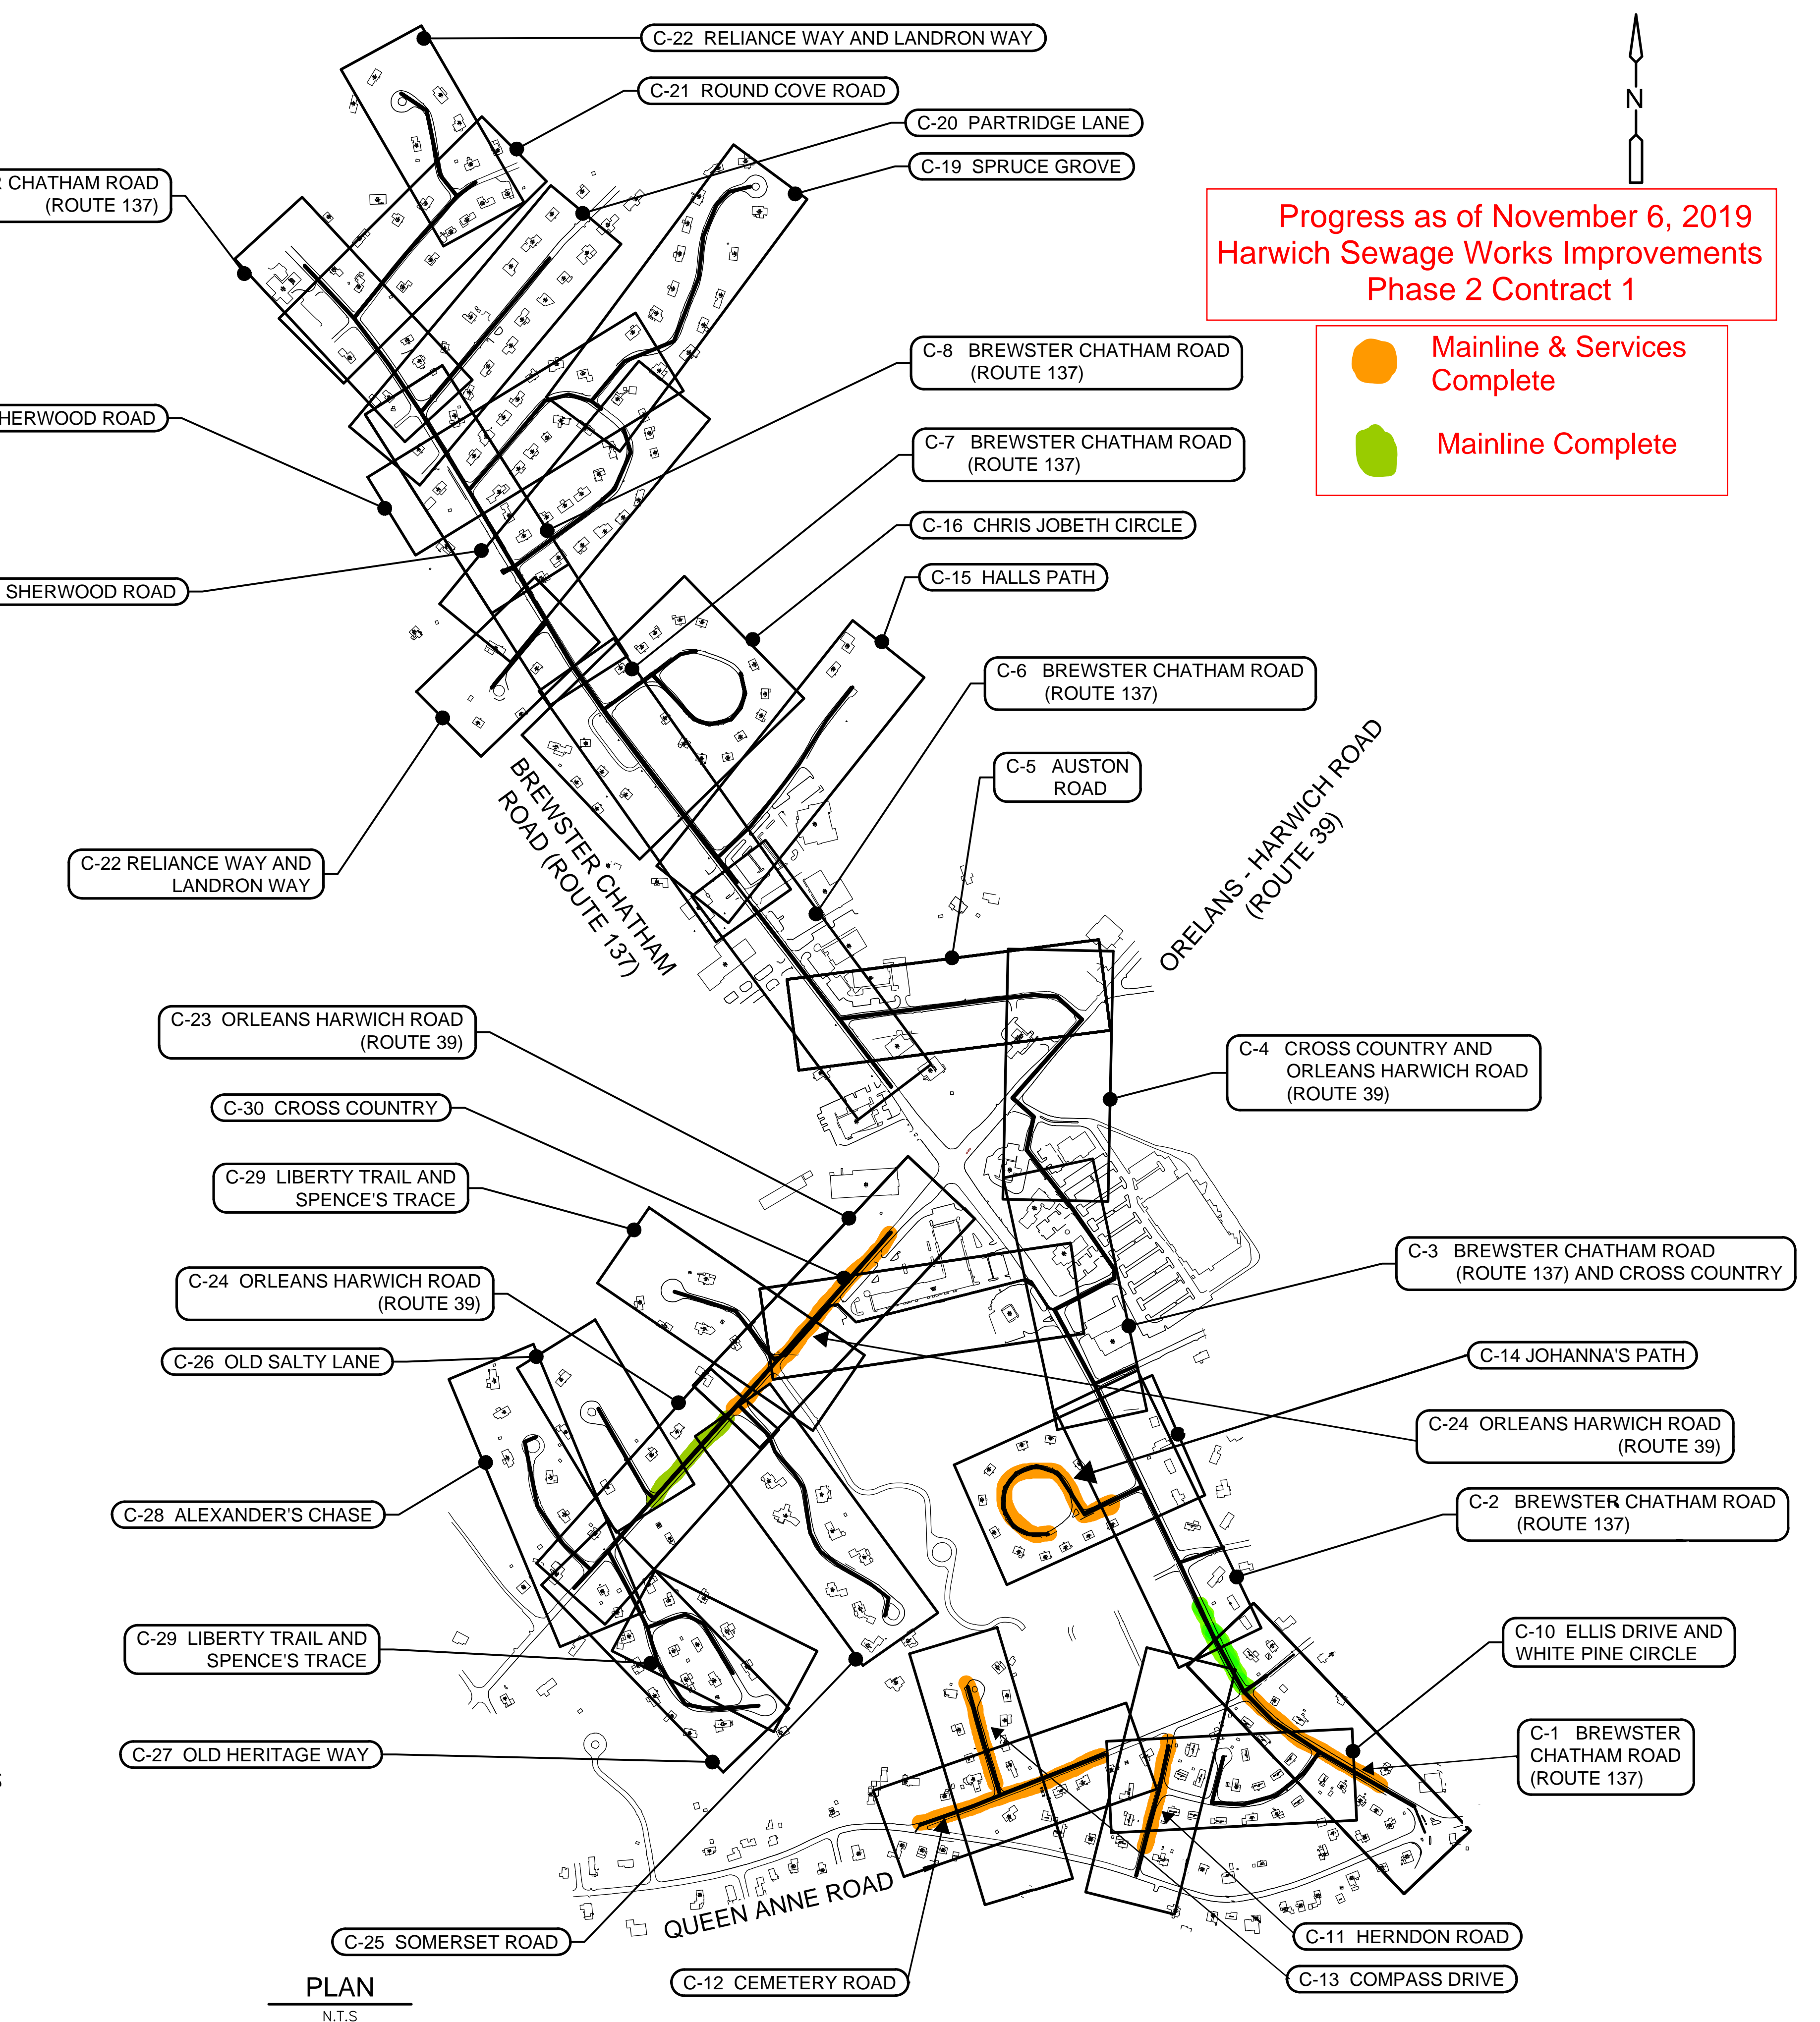 C-22 RELIANCE WAY AND LANDRON WAY
C-21 ROUND COVE ROAD
C-20 PARTRIDGE LANE
C-19 SPRUCE GROVE
N
CHATHAM ROAD
(ROUTE 137)
Progress as of November 6, 2019
Harwich Sewage Works Improvements
Phase 2 Contract 1
Mainline & Services
Complete
Mainline Complete
C-8 BREWSTER CHATHAM ROAD
(ROUTE 137)
HERWOOD ROAD
C-7 BREWSTER CHATHAM ROAD
(ROUTE 137)
C-16 CHRIS JOBETH CIRCLE
SHERWOOD ROAD
C-15 HALLS PATH
C-6 BREWSTER CHATHAM ROAD
(ROUTE 137)
C-5 AUSTON
ROAD
BREWSTER CHATHAM
ROAD (ROUTE 137)
ORELANS - HARWICH ROAD
(ROUTE 39)
C-22 RELIANCE WAY AND
LANDRON WAY
C-23 ORLEANS HARWICH ROAD
(ROUTE 39)
C-4 CROSS COUNTRY AND
ORLEANS HARWICH ROAD
(ROUTE 39)
C-30 CROSS COUNTRY
C-29 LIBERTY TRAIL AND
SPENCE'S TRACE
C-3 BREWSTER CHATHAM ROAD
(ROUTE 137) AND CROSS COUNTRY
C-24 ORLEANS HARWICH ROAD
(ROUTE 39)
C-26 OLD SALTY LANE
C-14 JOHANNA'S PATH
C-24 ORLEANS HARWICH ROAD
(ROUTE 39)
C-28 ALEXANDER'S CHASE
C-2 BREWSTER CHATHAM ROAD
(ROUTE 137)
C-29 LIBERTY TRAIL AND
SPENCE'S TRACE
C-10 ELLIS DRIVE AND
WHITE PINE CIRCLE
C-27 OLD HERITAGE WAY
C-1 BREWSTER
CHATHAM ROAD
(ROUTE 137)
QUEEN ANNE ROAD
C-25 SOMERSET ROAD
C-11 HERNDON ROAD
C-12 CEMETERY ROAD
C-13 COMPASS DRIVE
PLAN
N.T.S